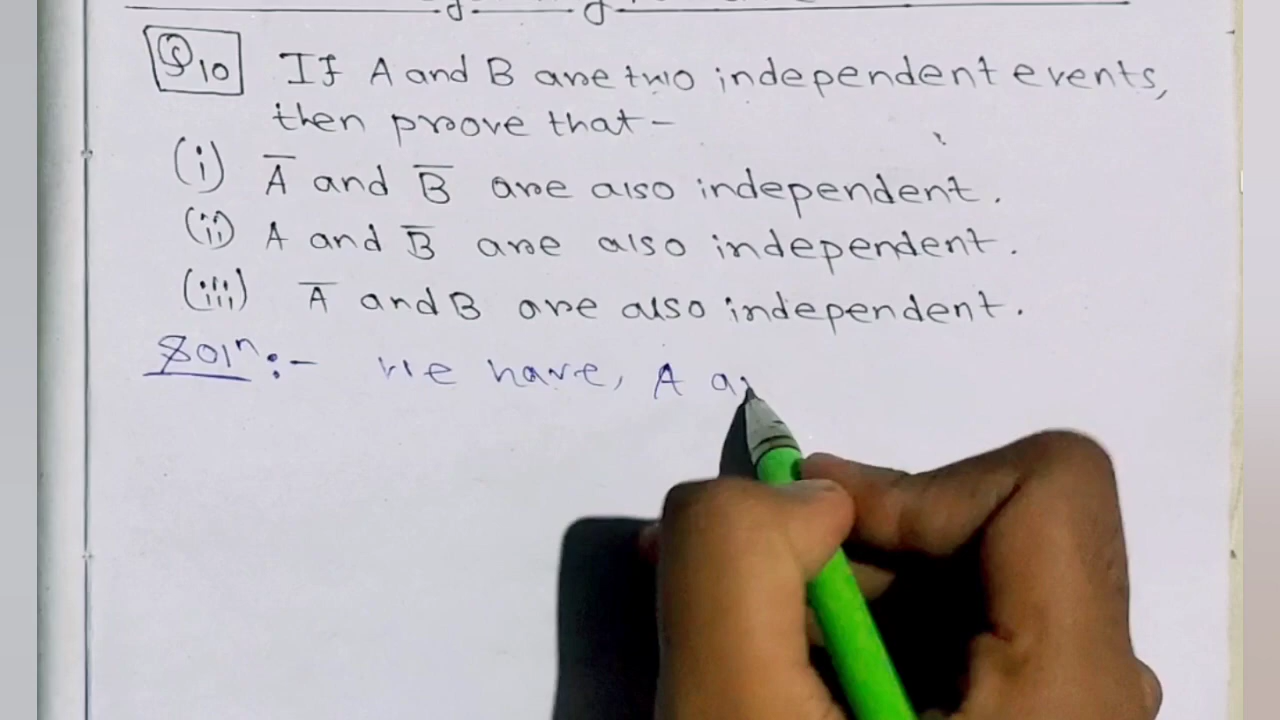 Q10 If A and B are two independent events,
then proove that -
(i) A̅ and B̅ are also independent.
(ii) A and B̅ are also independent.
(iii) A̅ and B are also independent.
Solⁿ:- We have, A a